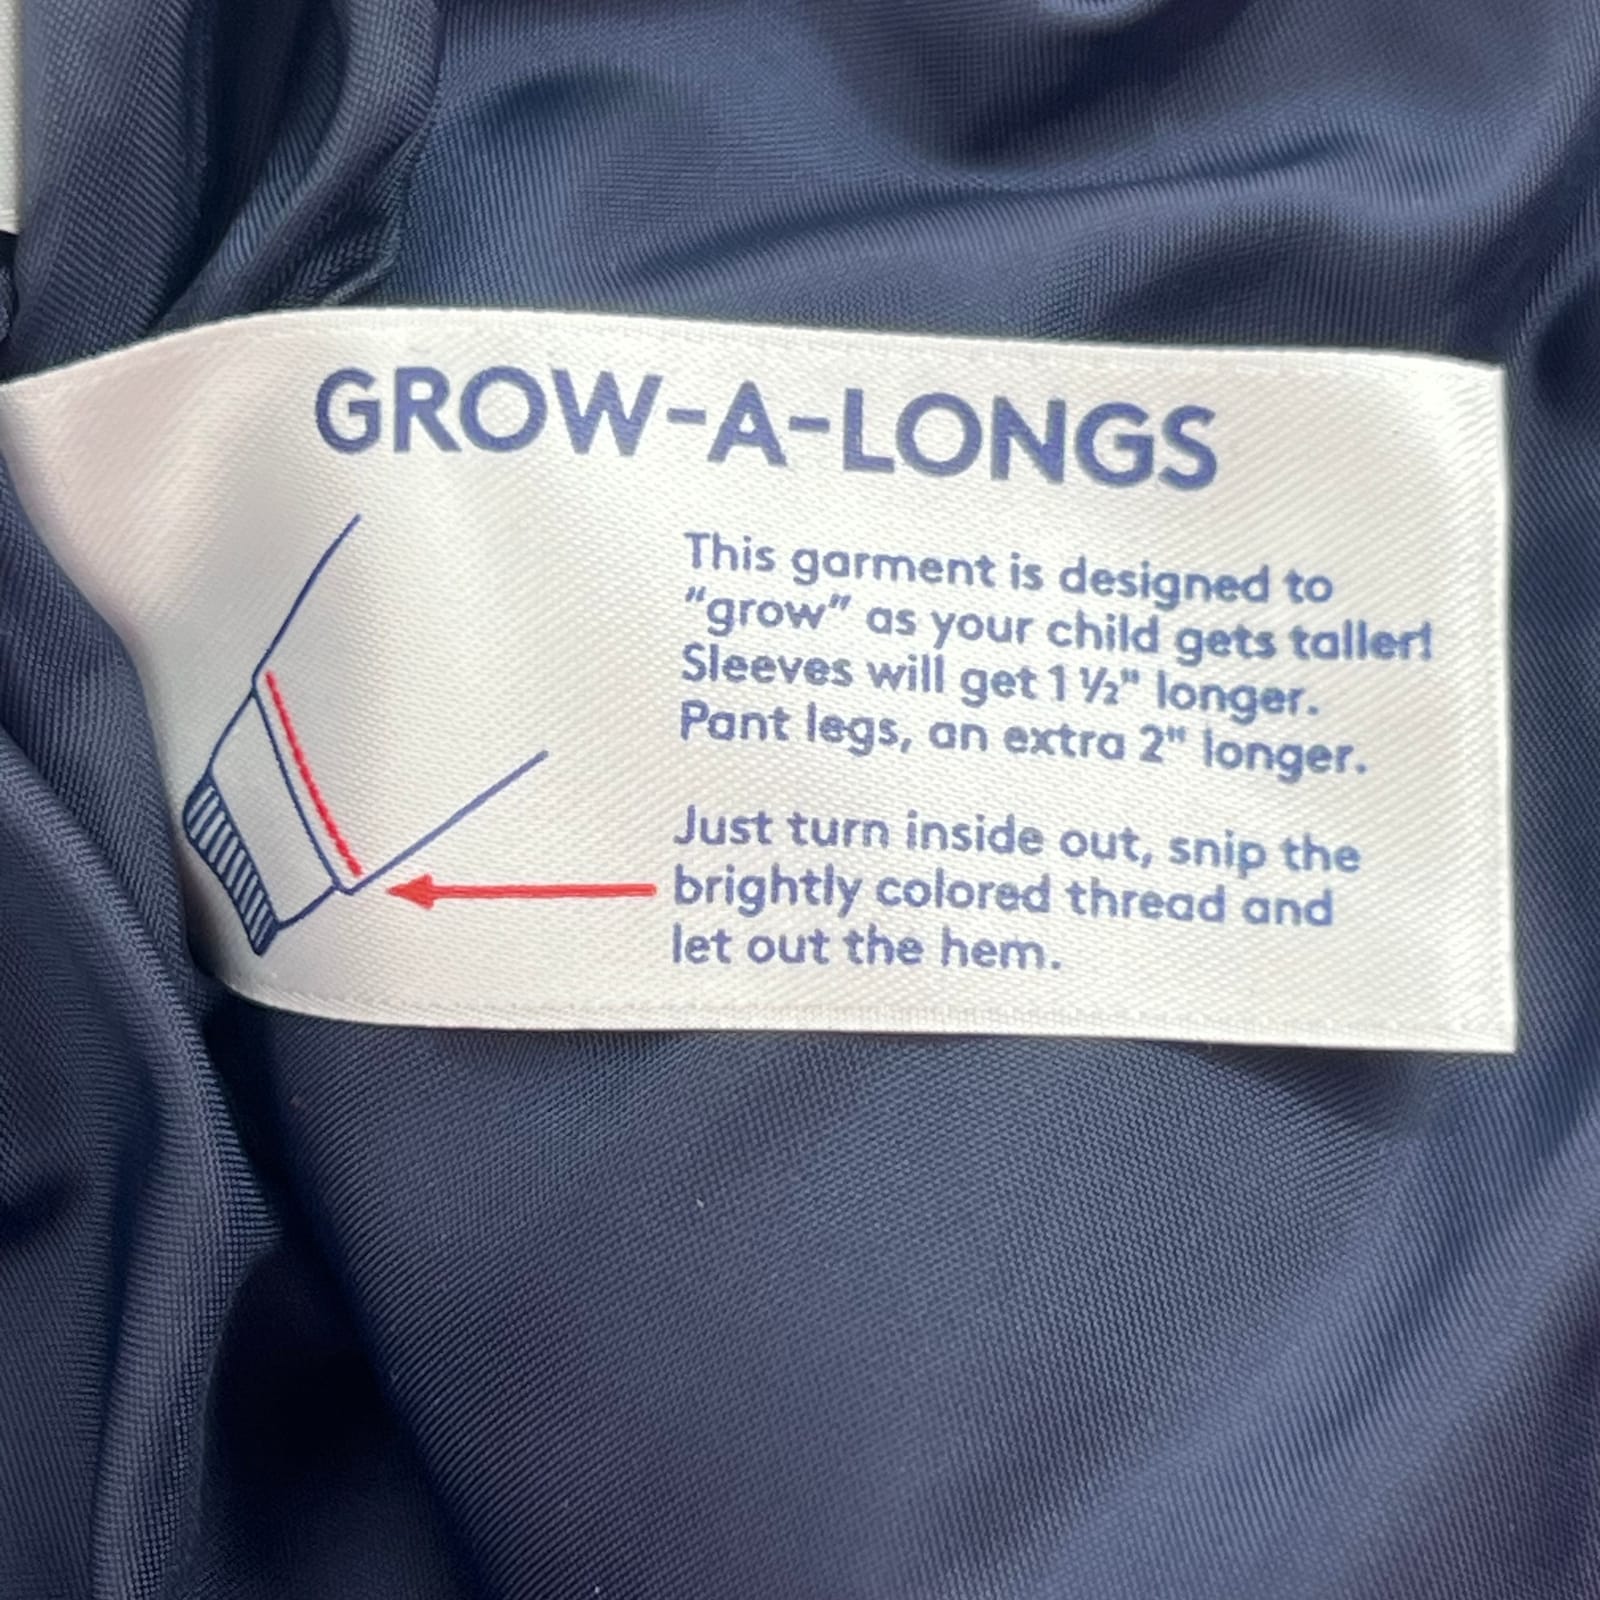 GROW-A-LONGS
This garment is designed to
“grow” as your child gets taller!
Sleeves will get 1 ½" longer.
Pant legs, an extra 2" longer.
Just turn inside out, snip the
brightly colored thread and
let out the hem.